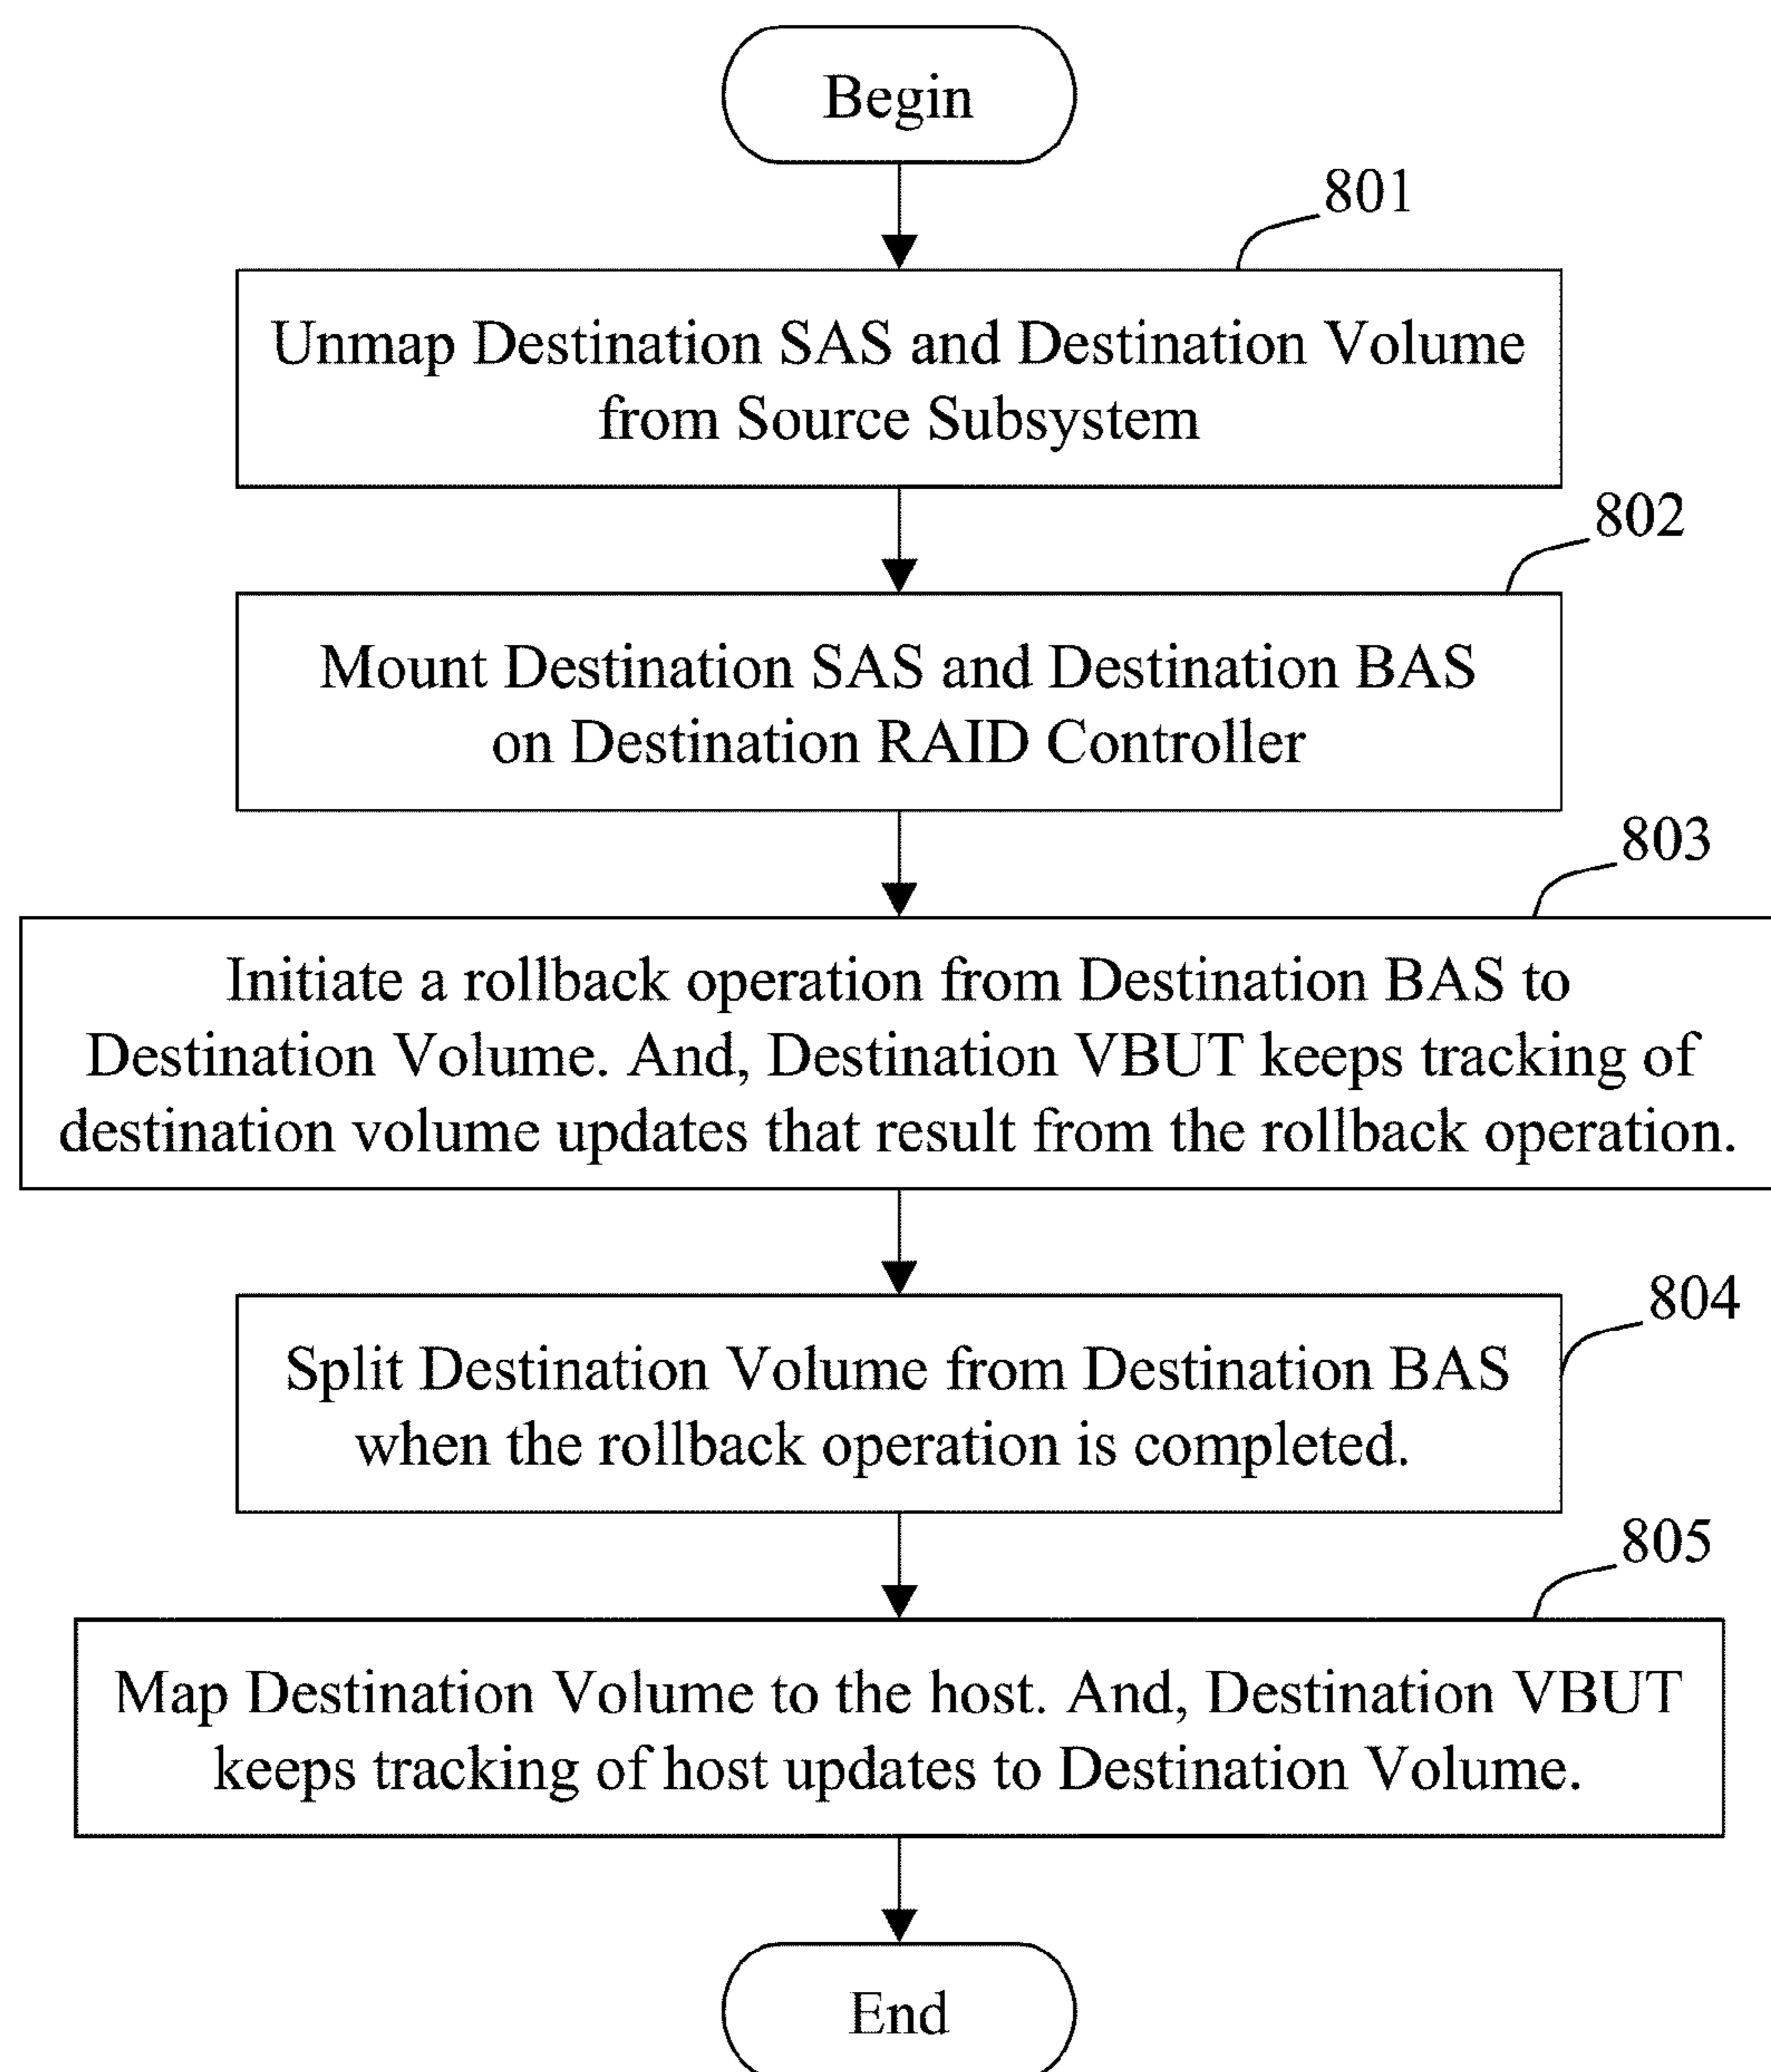 Begin
801
Unmap Destination SAS and Destination Volume
from Source Subsystem
802
Mount Destination SAS and Destination BAS
on Destination RAID Controller
803
Initiate a rollback operation from Destination BAS to
Destination Volume. And, Destination VBUT keeps tracking of
destination volume updates that result from the rollback operation.
804
Split Destination Volume from Destination BAS
when the rollback operation is completed.
805
Map Destination Volume to the host. And, Destination VBUT
keeps tracking of host updates to Destination Volume.
End